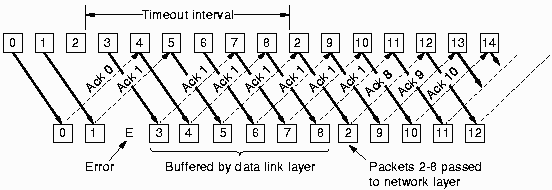 Timeout interval
0 1 2 3 4 5 6 7 8 2 9 10 11 12 13 14
Ack 0 Ack 1 Ack 1 Ack 1 Ack 1 Ack 1 Ack 1 Ack 1 Ack 8 Ack 9 Ack 10
0 1 E 3 4 5 6 7 8 2 9 10 11 12
Error Buffered by data link layer Packets 2-8 passed
to network layer